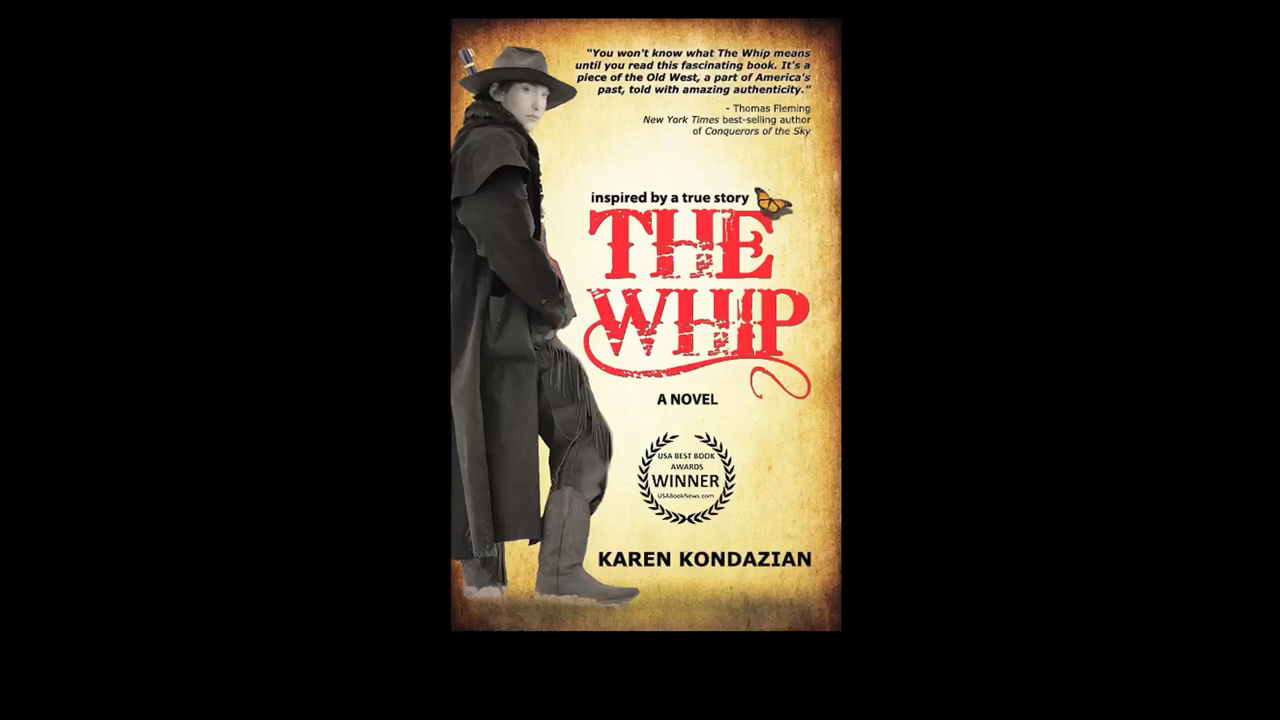 "You won't know what The Whip means
until you read this fascinating book. It's a
piece of the Old West, a part of America's
past, told with amazing authenticity."
- Thomas Fleming
New York Times best-selling author
of Conquerors of the Sky
inspired by a true story
THE
WHIP
A NOVEL
USA BEST BOOK
AWARDS
WINNER
USABookNews.com
KAREN KONDAZIAN